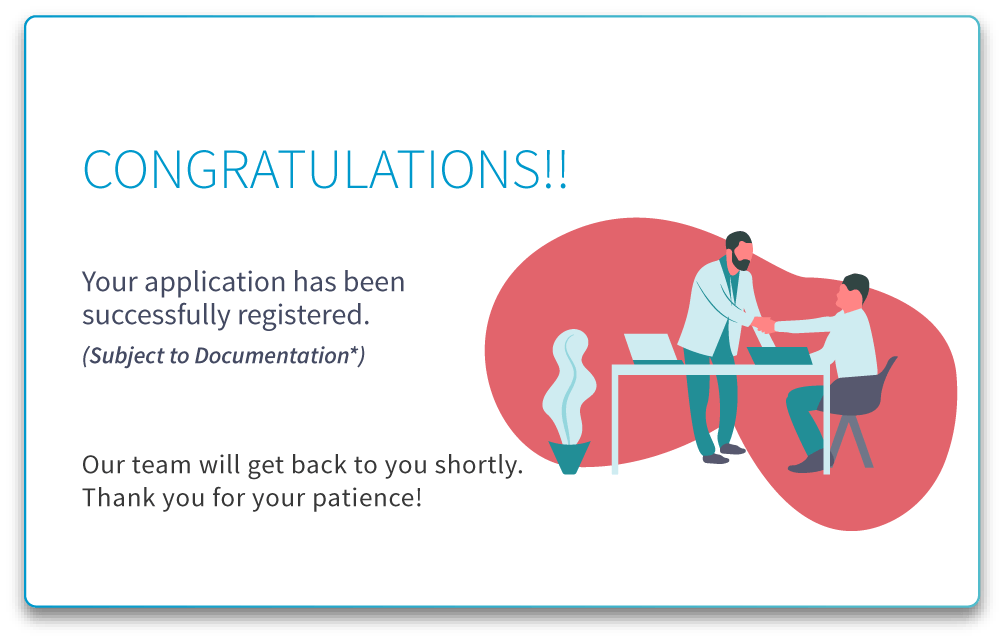 CONGRATULATIONS!!
Your application has been
successfully registered.
(Subject to Documentation*)
Our team will get back to you shortly.
Thank you for your patience!